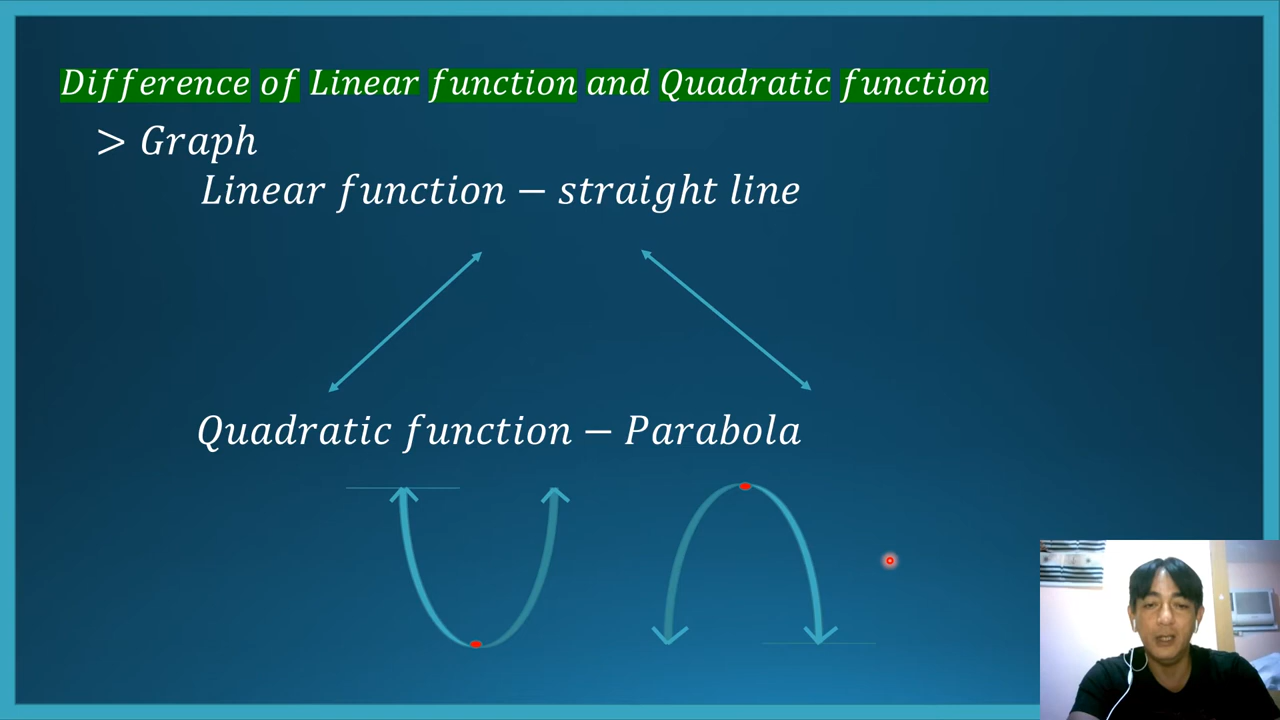 Difference of Linear function and Quadratic function
> Graph
Linear function − straight line
Quadratic function − Parabola